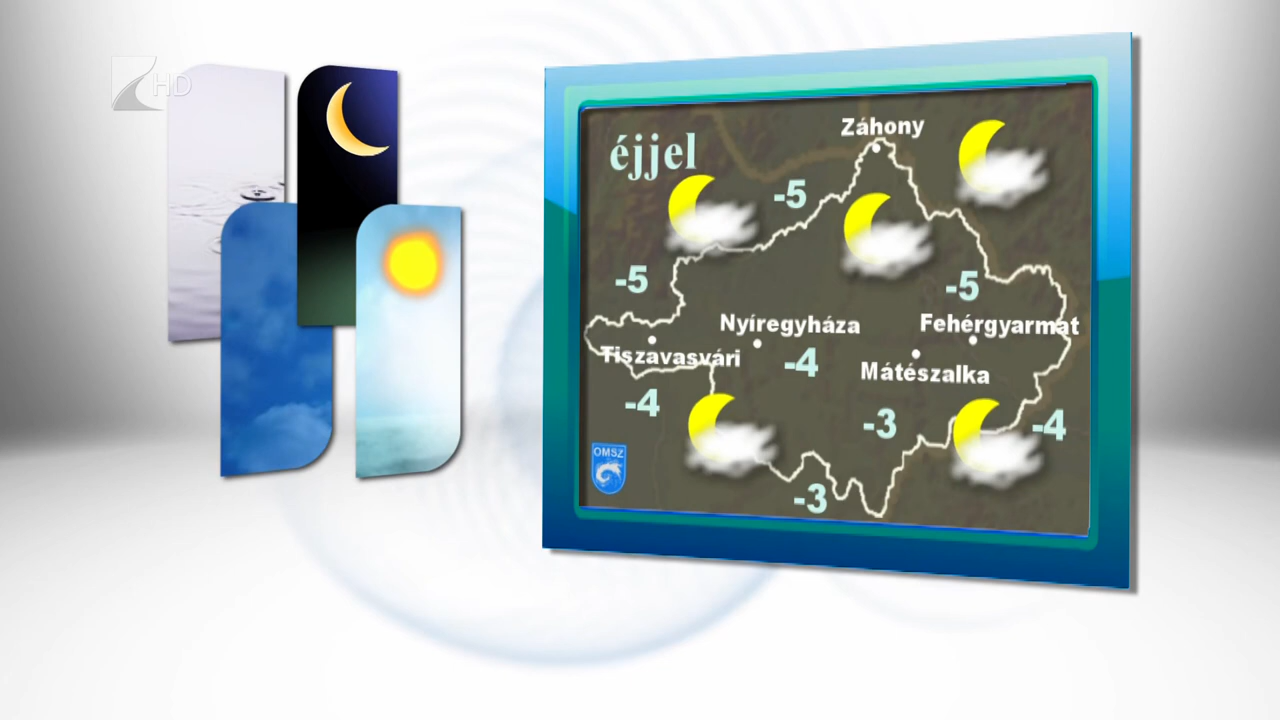 HD
éjjel
Záhony
-5
-5
-5
Nyíregyháza
Fehérgyarmat
Tiszavasvári
-4
Mátészalka
-4
-3
-4
OMSZ
-3